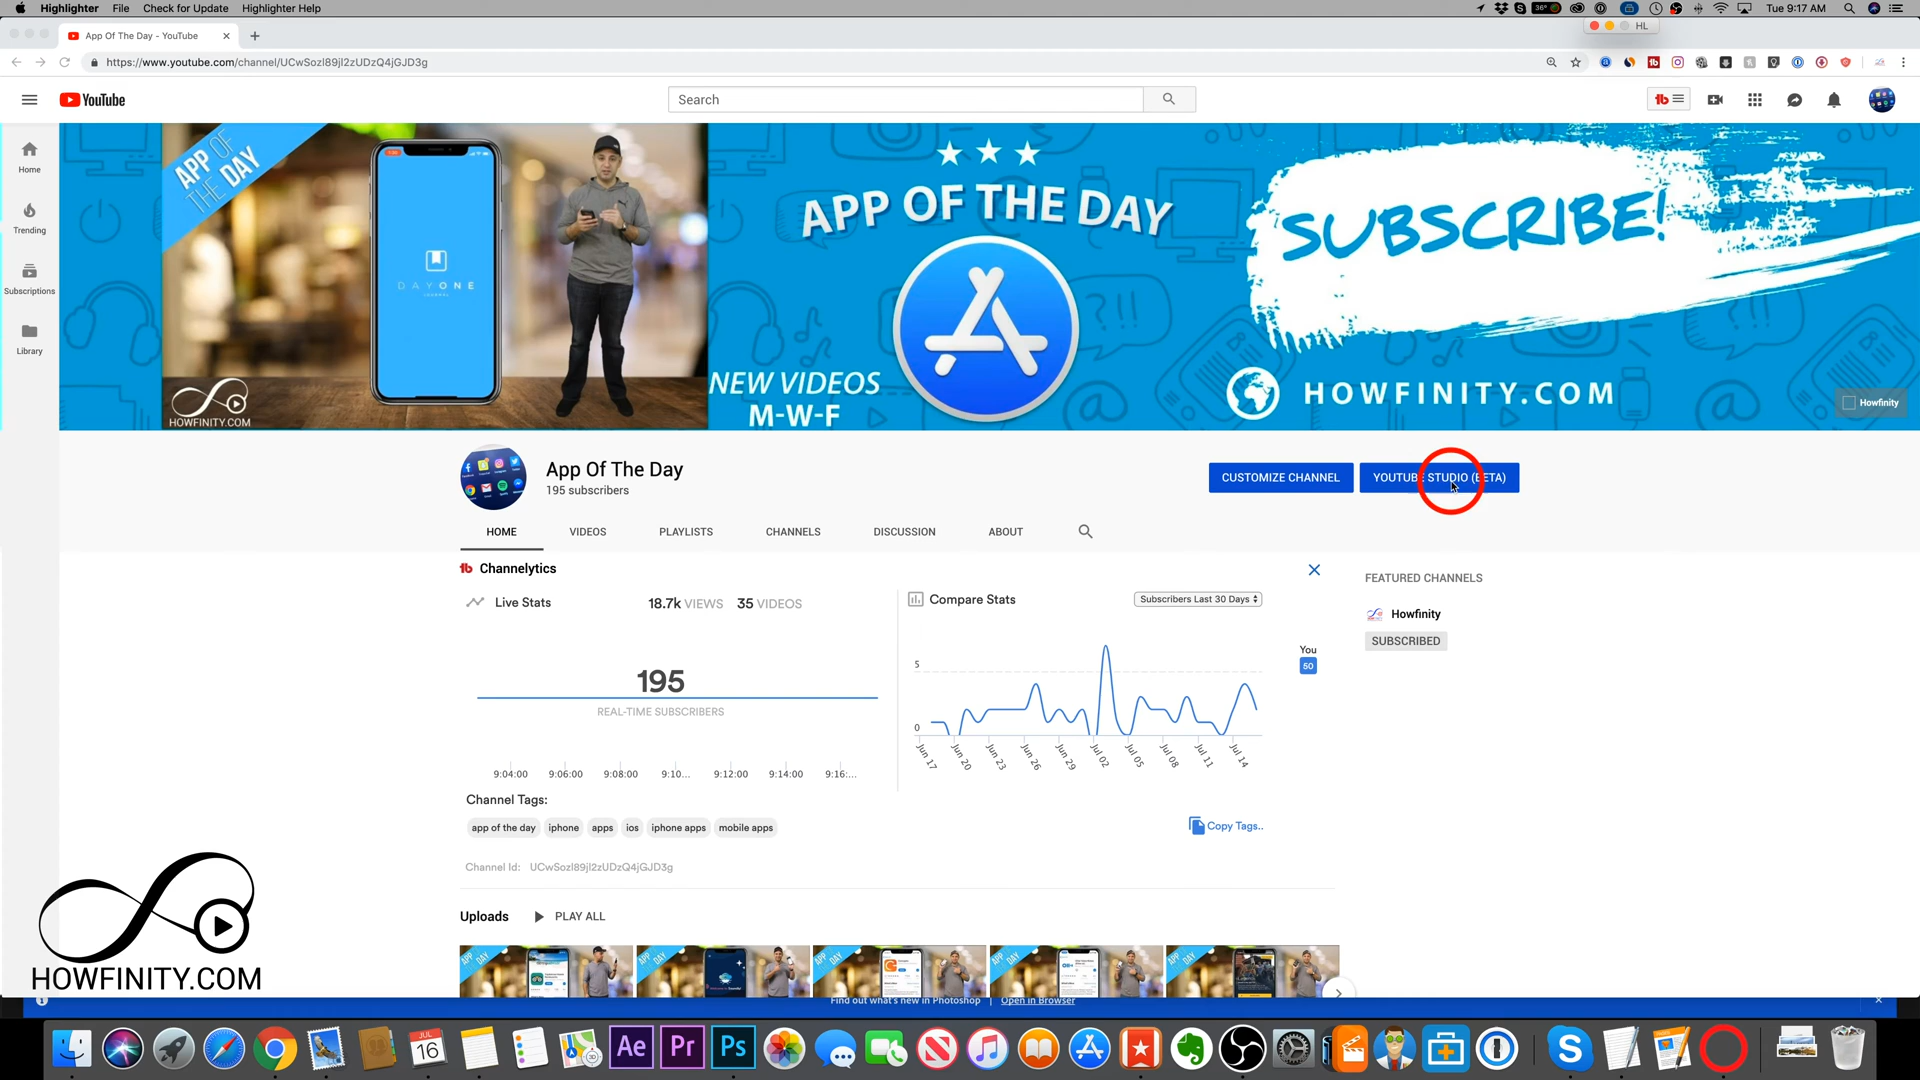 Highlighter File Check for Update Highlighter Help
36°
Tue 9:17 AM
HL
App Of The Day - YouTube
https://www.youtube.com/channel/UCwSozI89jl2zUDzQ4jGJD3g
YouTube
Search
Home
Trending
Subscriptions
Library
APP OF
THE DAY
DAYONE
JOURNAL
HOWFINITY.COM
APP OF THE DAY
NEW VIDEOS
M-W-F
SUBSCRIBE!
HOWFINITY.COM
Howfinity
App Of The Day
195 subscribers
CUSTOMIZE CHANNEL
YOUTUBE STUDIO (BETA)
HOME VIDEOS PLAYLISTS CHANNELS DISCUSSION ABOUT
Channelytics
Live Stats 18.7k VIEWS 35 VIDEOS
195
REAL-TIME SUBSCRIBERS
9:04:00 9:06:00 9:08:00 9:10... 9:12:00 9:14:00 9:16:...
Compare Stats
Subscribers Last 30 Days
5
0
Jun 17 Jun 20 Jun 23 Jun 26 Jun 29 Jul 02 Jul 05 Jul 08 Jul 11 Jul 14
You
50
FEATURED CHANNELS
Howfinity
SUBSCRIBED
Channel Tags:
app of the day iphone apps ios iphone apps mobile apps
Copy Tags..
Channel Id: UCwSozI89jl2zUDzQ4jGJD3g
Uploads PLAY ALL
HOWFINITY.COM
Find out what's new in Photoshop | Open in Browser
JUL
16
Ae Pr Ps